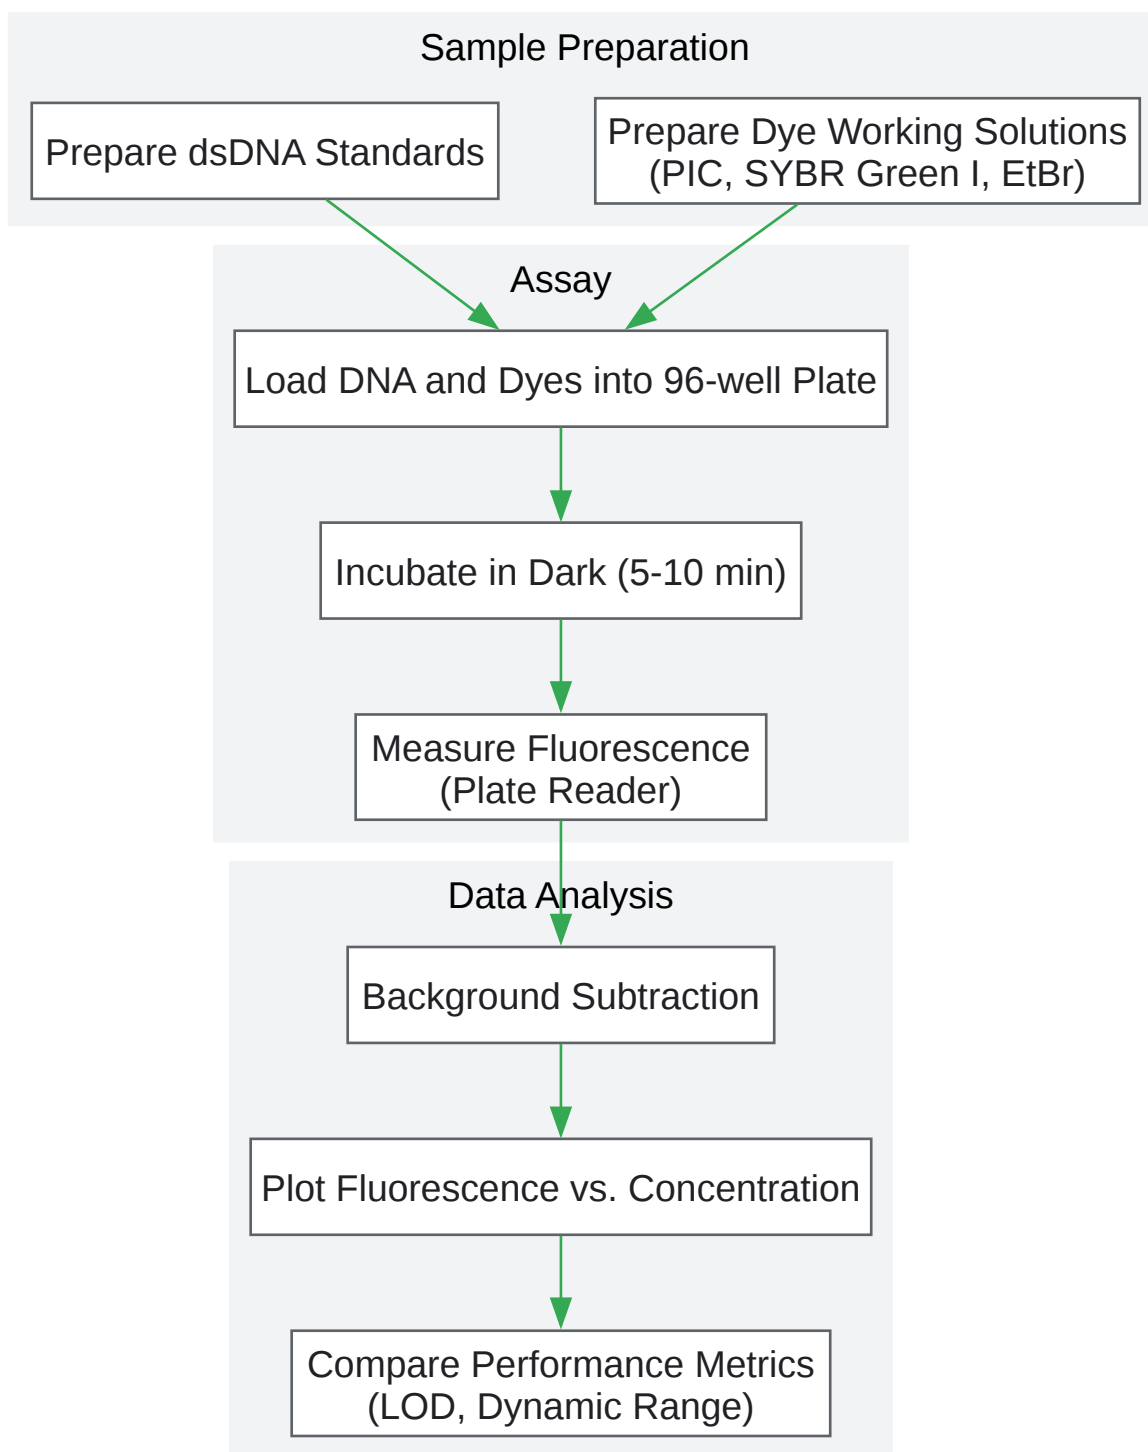 Sample Preparation
Prepare dsDNA Standards
Prepare Dye Working Solutions
(PIC, SYBR Green I, EtBr)
Assay
Load DNA and Dyes into 96-well Plate
Incubate in Dark (5-10 min)
Measure Fluorescence
(Plate Reader)
Data Analysis
Background Subtraction
Plot Fluorescence vs. Concentration
Compare Performance Metrics
(LOD, Dynamic Range)